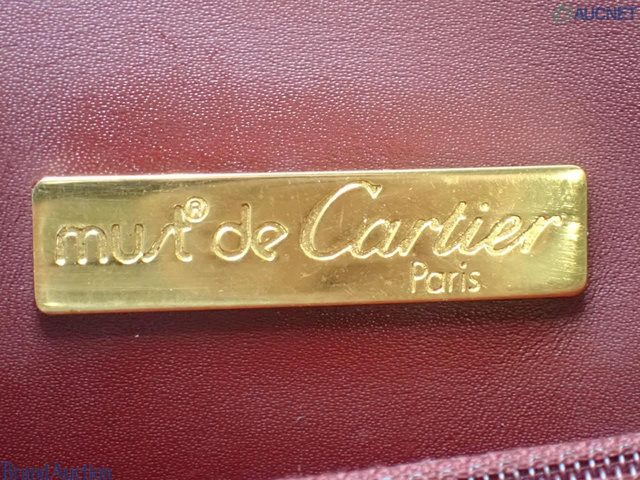 AUCNET
must® de Cartier
Paris
Brand Auction